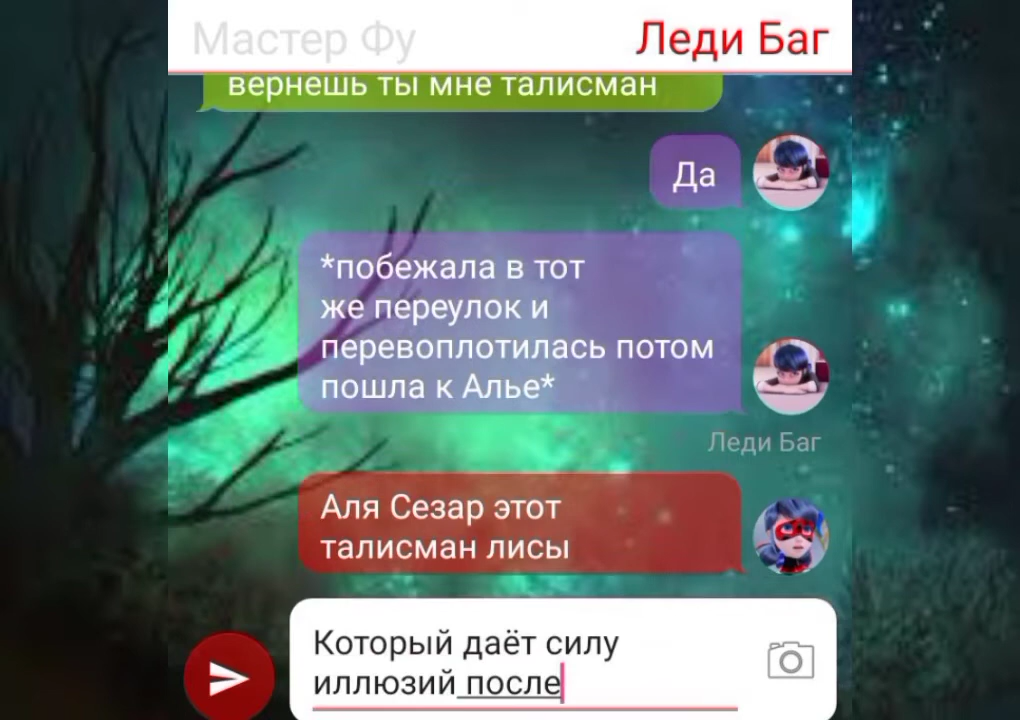 Мастер Фу
Леди Баг
вернешь ты мне талисман
Да
*побежала в тот
же переулок и
перевоплотилась потом
пошла к Алье*
Леди Баг
Аля Сезар этот
талисман лисы
Который даёт силу
иллюзий после